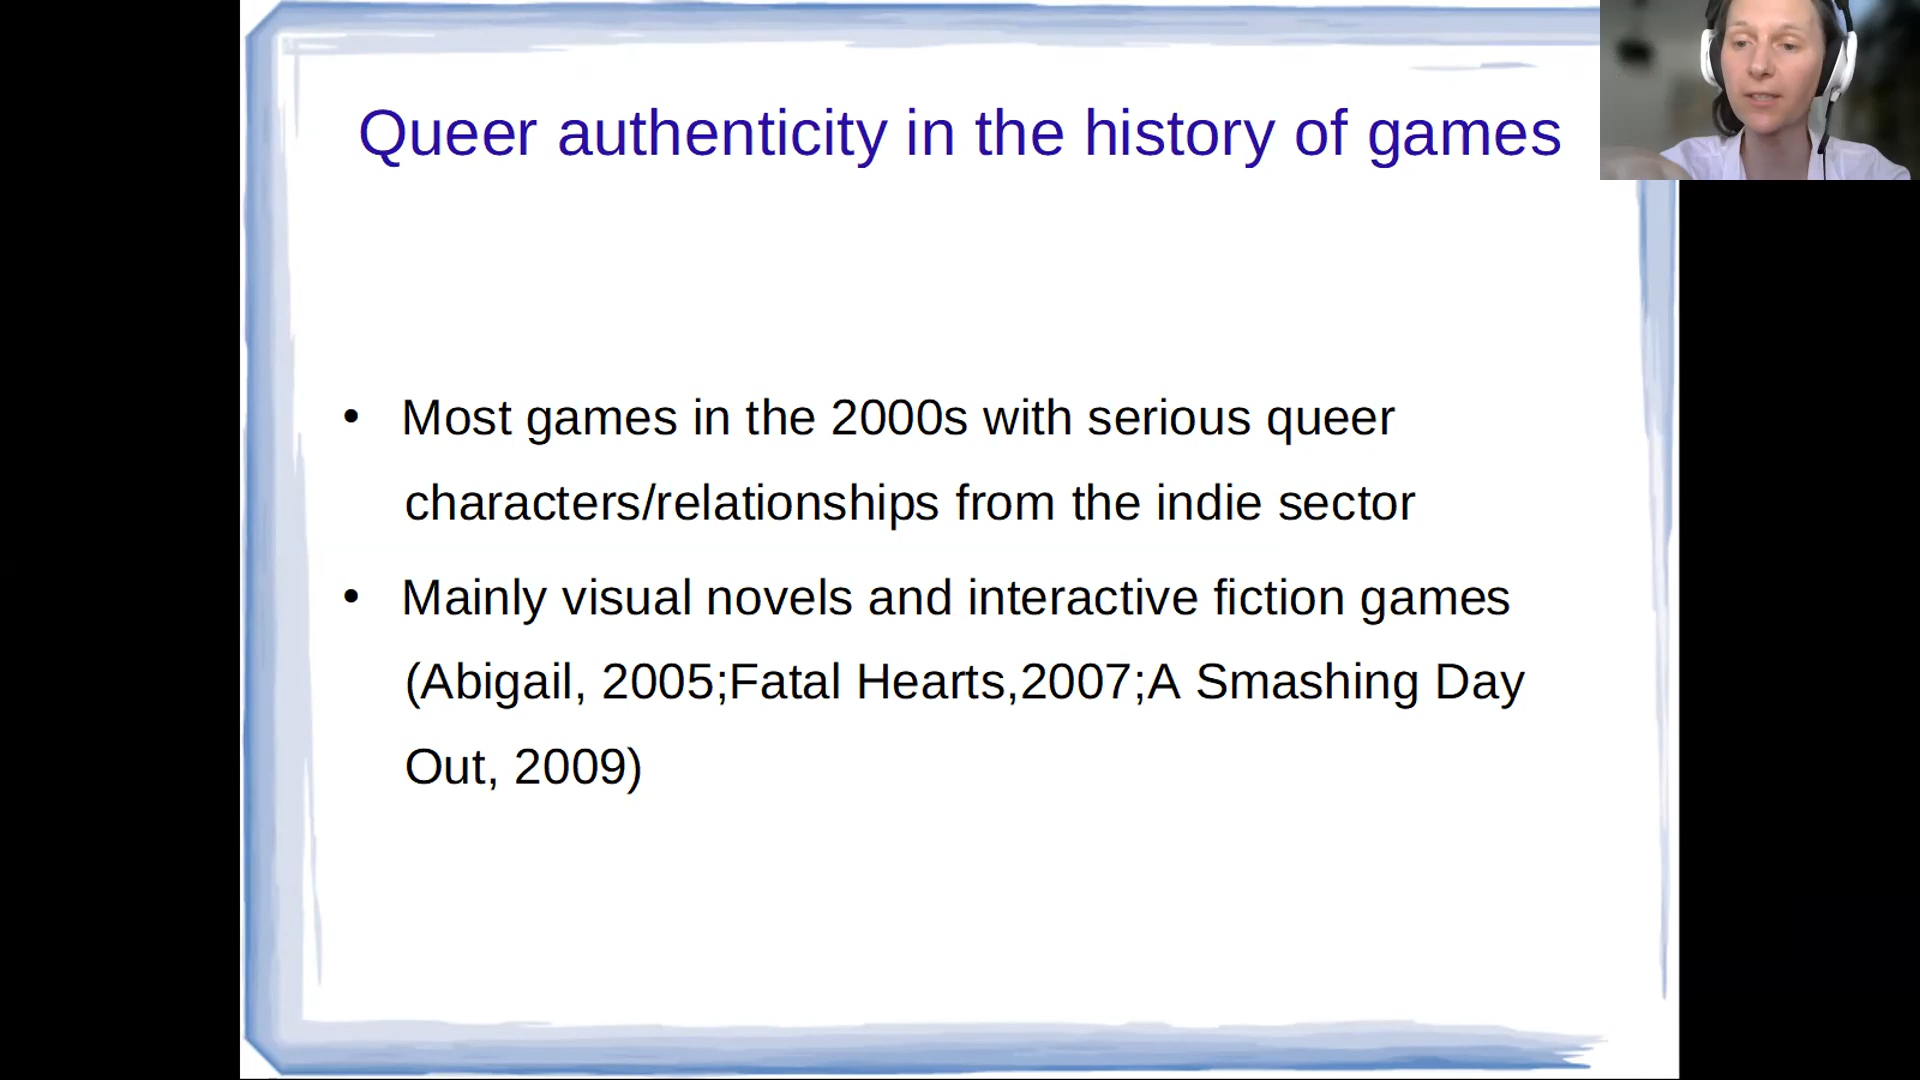 Queer authenticity in the history of games
• Most games in the 2000s with serious queer
characters/relationships from the indie sector
• Mainly visual novels and interactive fiction games
(Abigail, 2005;Fatal Hearts,2007;A Smashing Day
Out, 2009)